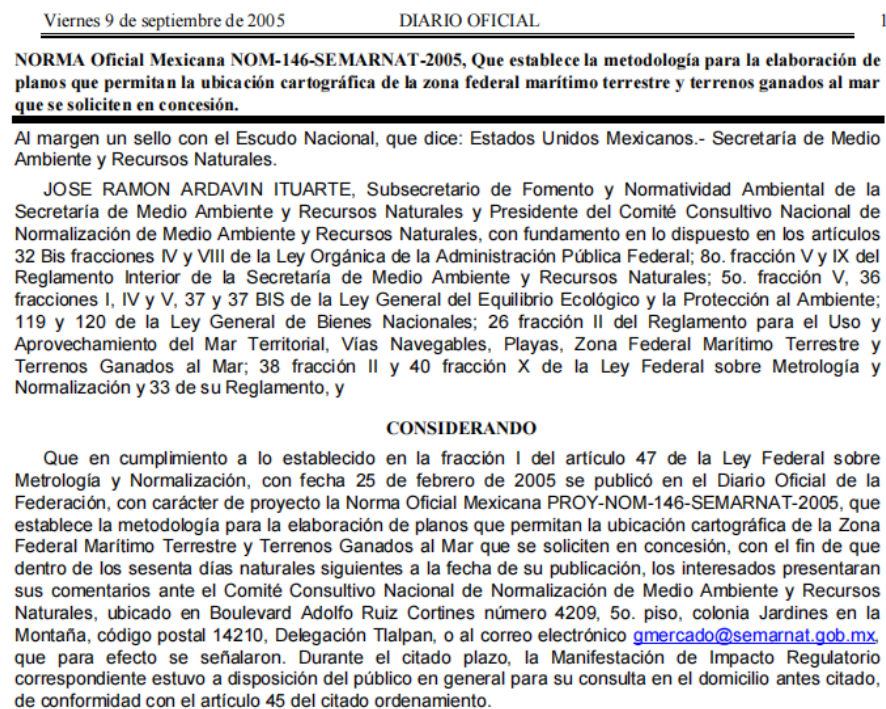 Viernes 9 de septiembre de 2005 DIARIO OFICIAL 1
NORMA Oficial Mexicana NOM-146-SEMARNAT-2005, Que establece la metodología para la elaboración de
planos que permitan la ubicación cartográfica de la zona federal marítimo terrestre y terrenos ganados al mar
que se soliciten en concesión.
Al margen un sello con el Escudo Nacional, que dice: Estados Unidos Mexicanos.- Secretaría de Medio
Ambiente y Recursos Naturales.
JOSE RAMON ARDAVIN ITUARTE, Subsecretario de Fomento y Normatividad Ambiental de la
Secretaría de Medio Ambiente y Recursos Naturales y Presidente del Comité Consultivo Nacional de
Normalización de Medio Ambiente y Recursos Naturales, con fundamento en lo dispuesto en los artículos
32 Bis fracciones IV y VIII de la Ley Orgánica de la Administración Pública Federal; 8o. fracción V y IX del
Reglamento Interior de la Secretaría de Medio Ambiente y Recursos Naturales; 5o. fracción V, 36
fracciones I, IV y V, 37 y 37 BIS de la Ley General del Equilibrio Ecológico y la Protección al Ambiente;
119 y 120 de la Ley General de Bienes Nacionales; 26 fracción II del Reglamento para el Uso y
Aprovechamiento del Mar Territorial, Vías Navegables, Playas, Zona Federal Marítimo Terrestre y
Terrenos Ganados al Mar; 38 fracción II y 40 fracción X de la Ley Federal sobre Metrología y
Normalización y 33 de su Reglamento, y
CONSIDERANDO
Que en cumplimiento a lo establecido en la fracción I del artículo 47 de la Ley Federal sobre
Metrología y Normalización, con fecha 25 de febrero de 2005 se publicó en el Diario Oficial de la
Federación, con carácter de proyecto la Norma Oficial Mexicana PROY-NOM-146-SEMARNAT-2005, que
establece la metodología para la elaboración de planos que permitan la ubicación cartográfica de la Zona
Federal Marítimo Terrestre y Terrenos Ganados al Mar que se soliciten en concesión, con el fin de que
dentro de los sesenta días naturales siguientes a la fecha de su publicación, los interesados presentaran
sus comentarios ante el Comité Consultivo Nacional de Normalización de Medio Ambiente y Recursos
Naturales, ubicado en Boulevard Adolfo Ruiz Cortines número 4209, 5o. piso, colonia Jardines en la
Montaña, código postal 14210, Delegación Tlalpan, o al correo electrónico gmercado@semarnat.gob.mx,
que para efecto se señalaron. Durante el citado plazo, la Manifestación de Impacto Regulatorio
correspondiente estuvo a disposición del público en general para su consulta en el domicilio antes citado,
de conformidad con el artículo 45 del citado ordenamiento.